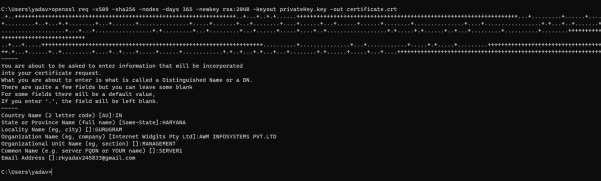 C:\Users\yadav>openssl req -x509 -sha256 -nodes -days 365 -newkey rsa:2048 -keyout privatekey.key -out certificate.crt
-----
You are about to be asked to enter information that will be incorporated
into your certificate request.
What you are about to enter is what is called a Distinguished Name or a DN.
There are quite a few fields but you can leave some blank
For some fields there will be a default value,
If you enter '.', the field will be left blank.
-----
Country Name (2 letter code) [AU]:IN
State or Province Name (full name) [Some-State]:HARYANA
Locality Name (eg, city) []:GURUGRAM
Organization Name (eg, company) [Internet Widgits Pty Ltd]:AWM INFOSYSTEMS PVT.LTD
Organizational Unit Name (eg, section) []:MANAGEMENT
Common Name (e.g. server FQDN or YOUR name) []:SERVER1
Email Address []:rkyadav245833@gmail.com
C:\Users\yadav>